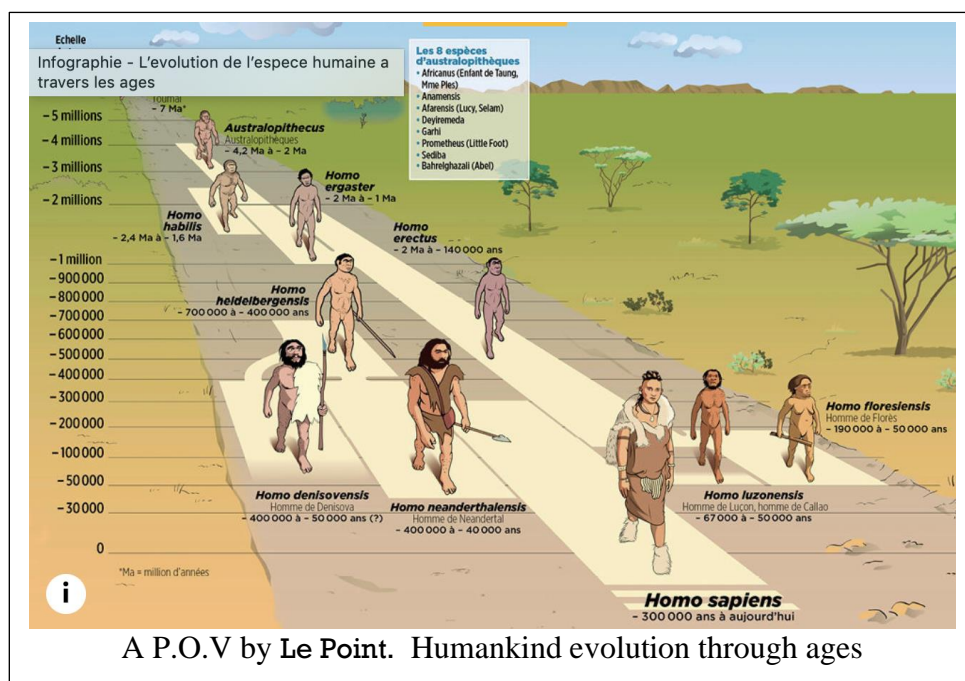 Echelle
Infographie - L'evolution de l'espece humaine a
travers les ages
Les 8 espèces
d'australopithèques
• Africanus (Enfant de Taung,
Mme Ples)
• Anamensis
• Afarensis (Lucy, Selam)
• Deyiremeda
• Garhi
• Prometheus (Little Foot)
• Sediba
• Bahrelghazali (Abel)
Toumaï
– 7 Ma*
– 5 millions
– 4 millions
– 3 millions
– 2 millions
– 1 million
– 900 000
– 800 000
– 700 000
– 600 000
– 500 000
– 400 000
– 300 000
– 200 000
– 100 000
– 50 000
– 30 000
0
*Ma = million d'années
Australopithecus
Australopithèques
– 4,2 Ma à – 2 Ma
Homo
ergaster
– 2 Ma à – 1 Ma
Homo
habilis
– 2,4 Ma à – 1,6 Ma
Homo
erectus
– 2 Ma à – 140 000 ans
Homo
heidelbergensis
– 700 000 à – 400 000 ans
Homo floresiensis
Homme de Florès
– 190 000 à – 50 000 ans
Homo denisovensis
Homme de Denisova
– 400 000 à – 50 000 ans (?)
Homo neanderthalensis
Homme de Neandertal
– 400 000 à – 40 000 ans
Homo luzonensis
Homme de Luçon, homme de Callao
– 67 000 à – 50 000 ans
i
Homo sapiens
– 300 000 ans à aujourd'hui
A P.O.V by Le Point. Humankind evolution through ages